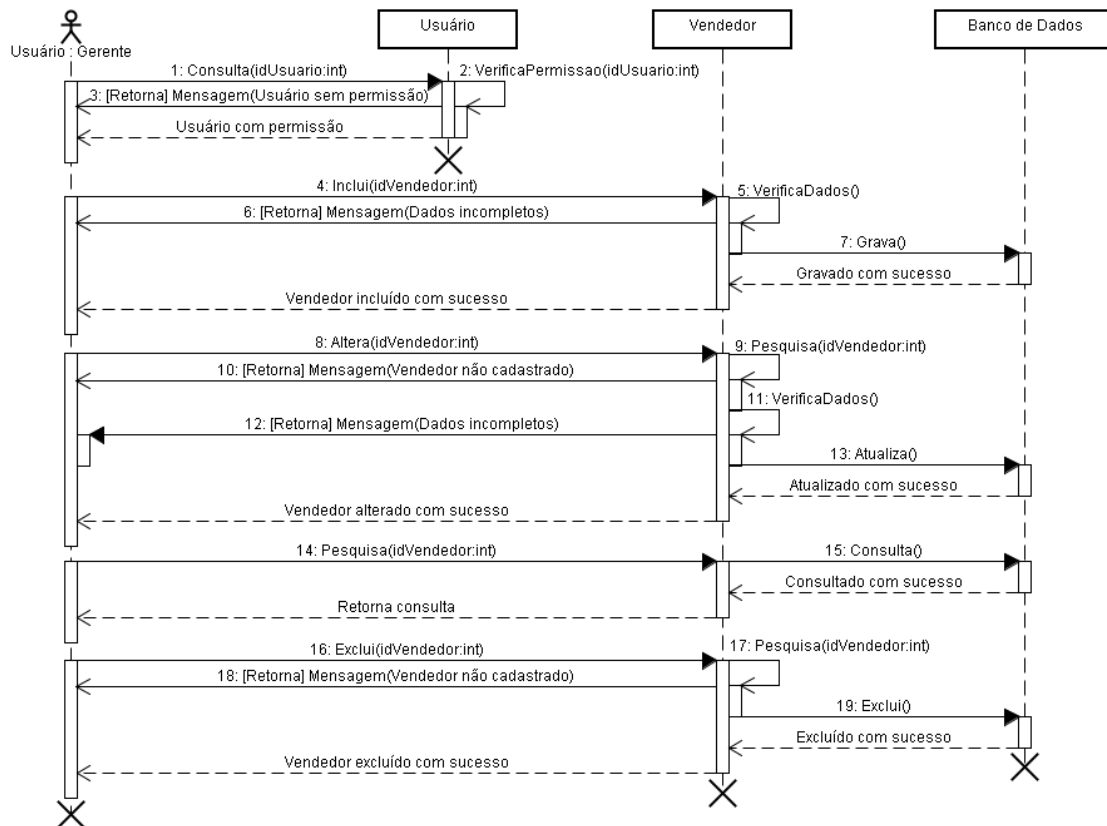 Usuário
Vendedor
Banco de Dados
Usuário : Gerente
1: Consulta(idUsuario:int)
2: VerificaPermissao(idUsuario:int)
3: [Retorna] Mensagem(Usuário sem permissão)
Usuário com permissão
4: Inclui(idVendedor:int)
5: VerificaDados()
6: [Retorna] Mensagem(Dados incompletos)
7: Grava()
Gravado com sucesso
Vendedor incluído com sucesso
8: Altera(idVendedor:int)
9: Pesquisa(idVendedor:int)
10: [Retorna] Mensagem(Vendedor não cadastrado)
11: VerificaDados()
12: [Retorna] Mensagem(Dados incompletos)
13: Atualiza()
Atualizado com sucesso
Vendedor alterado com sucesso
14: Pesquisa(idVendedor:int)
15: Consulta()
Consultado com sucesso
Retorna consulta
16: Exclui(idVendedor:int)
17: Pesquisa(idVendedor:int)
18: [Retorna] Mensagem(Vendedor não cadastrado)
19: Exclui()
Excluído com sucesso
Vendedor excluído com sucesso